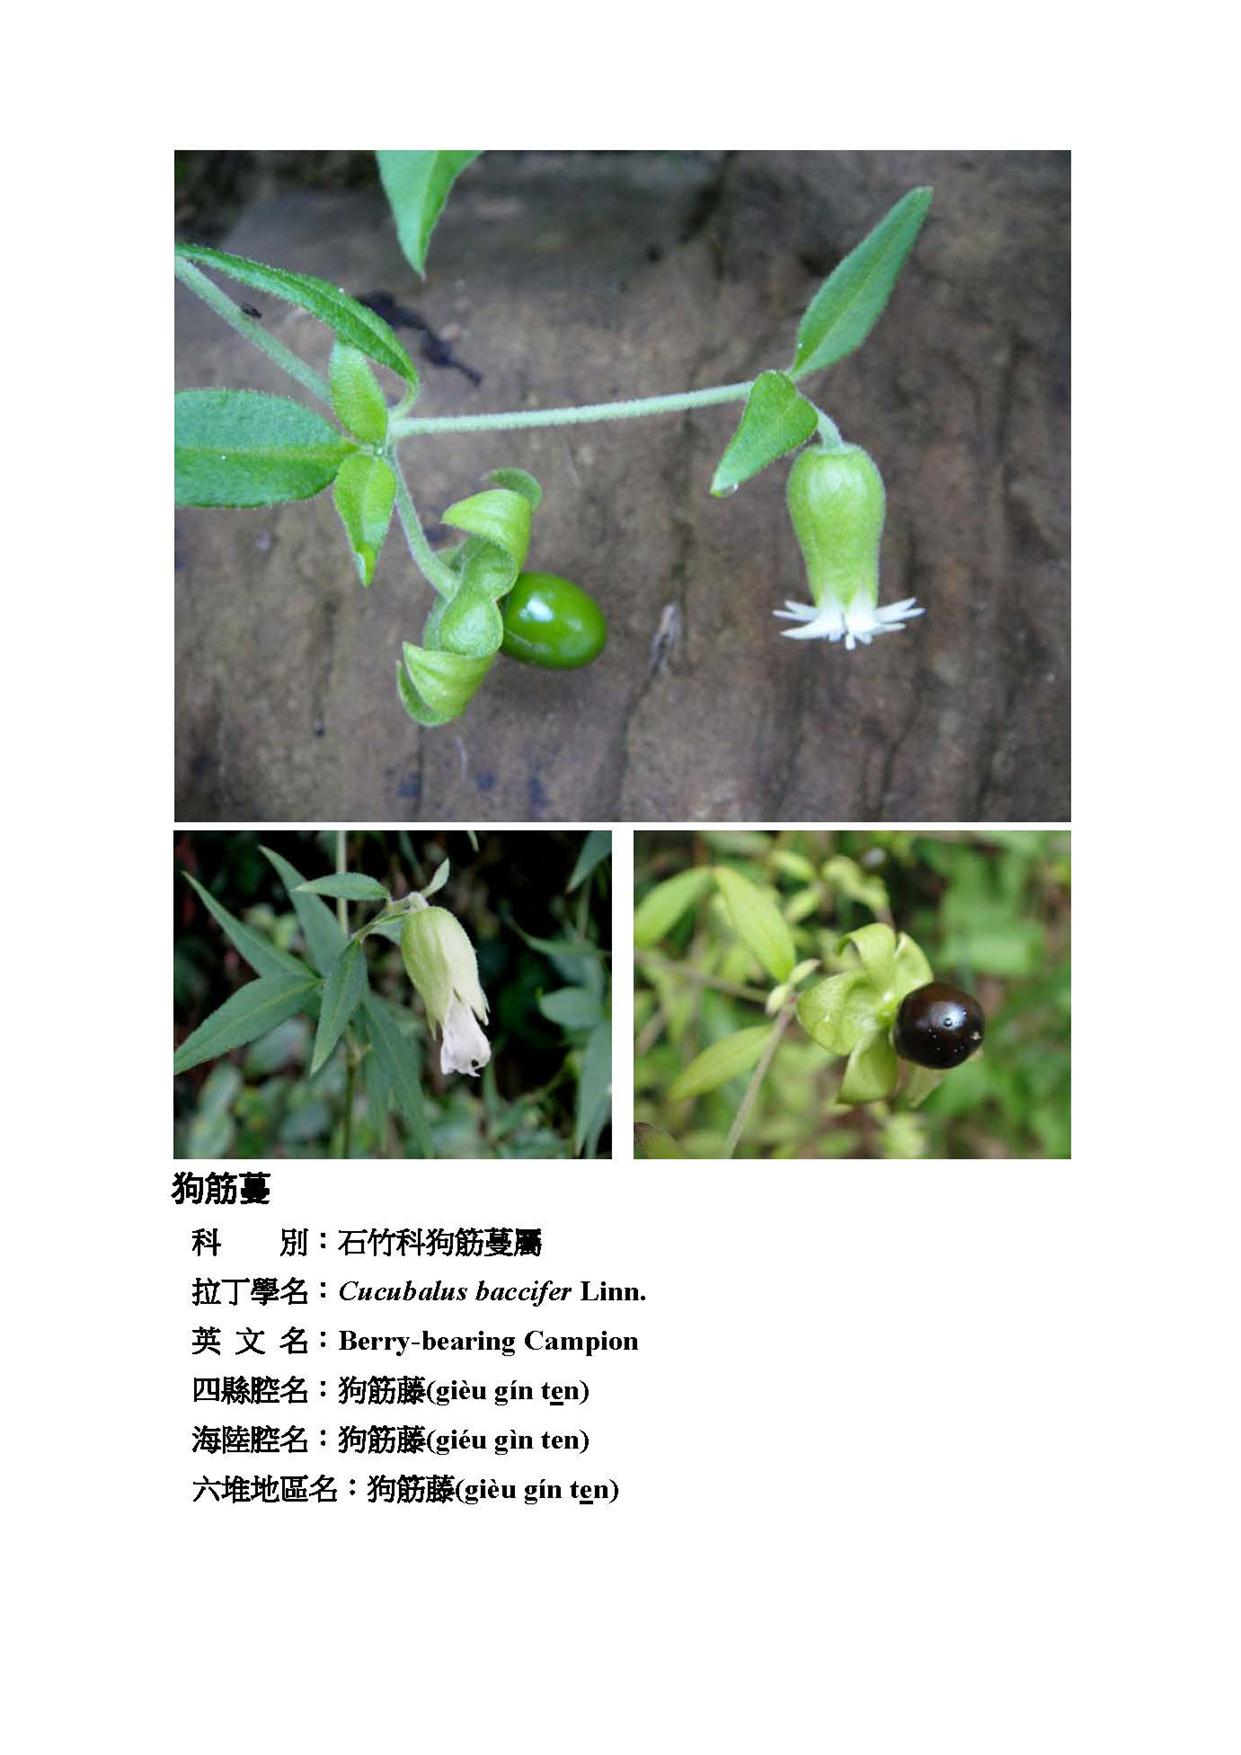 狗筋蔓
科　　別：石竹科狗筋蔓屬
拉丁學名：Cucubalus baccifer Linn.
英 文 名：Berry-bearing Campion
四縣腔名：狗筋藤(gièu gín ten)
海陸腔名：狗筋藤(giéu gìn ten)
六堆地區名：狗筋藤(gièu gín ten)